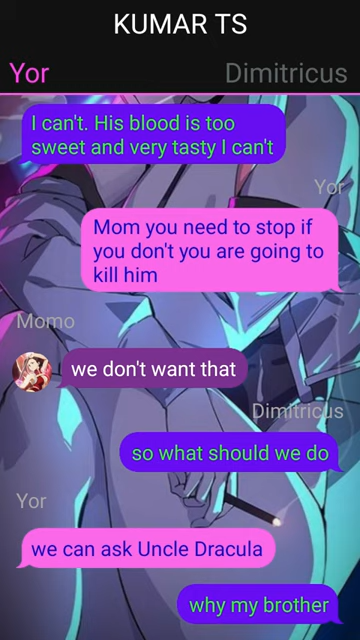 KUMAR TS
Yor
Dimitricus
I can't. His blood is too
sweet and very tasty I can't
Yor
Mom you need to stop if
you don't you are going to
kill him
Momo
we don't want that
Dimitricus
so what should we do
Yor
we can ask Uncle Dracula
why my brother